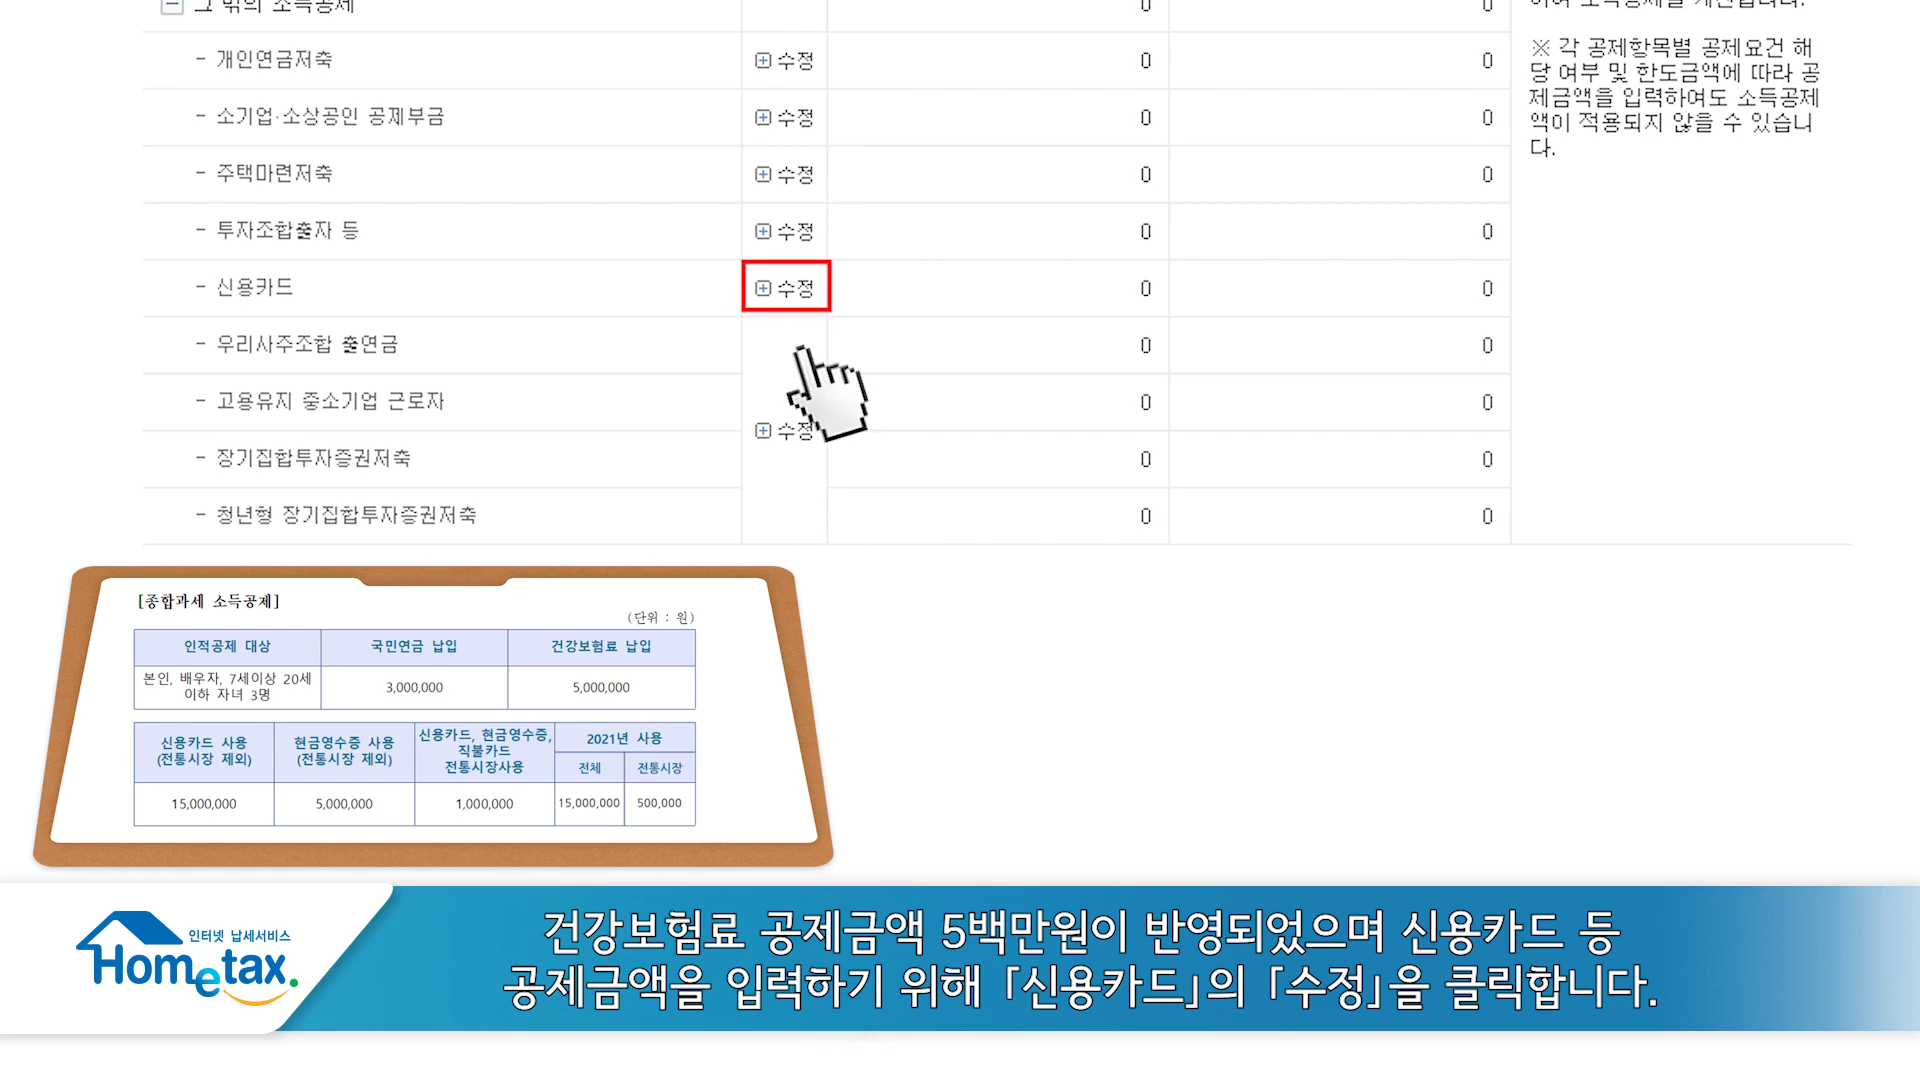 그 밖의 소득공제 0 0
※ 각 공제항목별 공제요건 해
당 여부 및 한도금액에 따라 공
제금액을 입력하여도 소득공제
액이 적용되지 않을 수 있습니
다.
- 개인연금저축 수정 0 0
- 소기업·소상공인 공제부금 수정 0 0
- 주택마련저축 수정 0 0
- 투자조합출자 등 수정 0 0
- 신용카드 수정 0 0
- 우리사주조합 출연금 0 0
- 고용유지 중소기업 근로자 수정 0 0
- 장기집합투자증권저축 0 0
- 청년형 장기집합투자증권저축 0 0
[종합과세 소득공제]
(단위 : 원)
인적공제 대상 국민연금 납입 건강보험료 납입
본인, 배우자, 7세이상 20세
이하 자녀 3명
3,000,000 5,000,000
신용카드 사용
(전통시장 제외)
현금영수증 사용
(전통시장 제외)
신용카드, 현금영수증,
직불카드
전통시장사용
2021년 사용
전체 전통시장
15,000,000 5,000,000 1,000,000 15,000,000 500,000
인터넷 납세서비스
Hometax.
건강보험료 공제금액 5백만원이 반영되었으며 신용카드 등
공제금액을 입력하기 위해 「신용카드」의 「수정」을 클릭합니다.